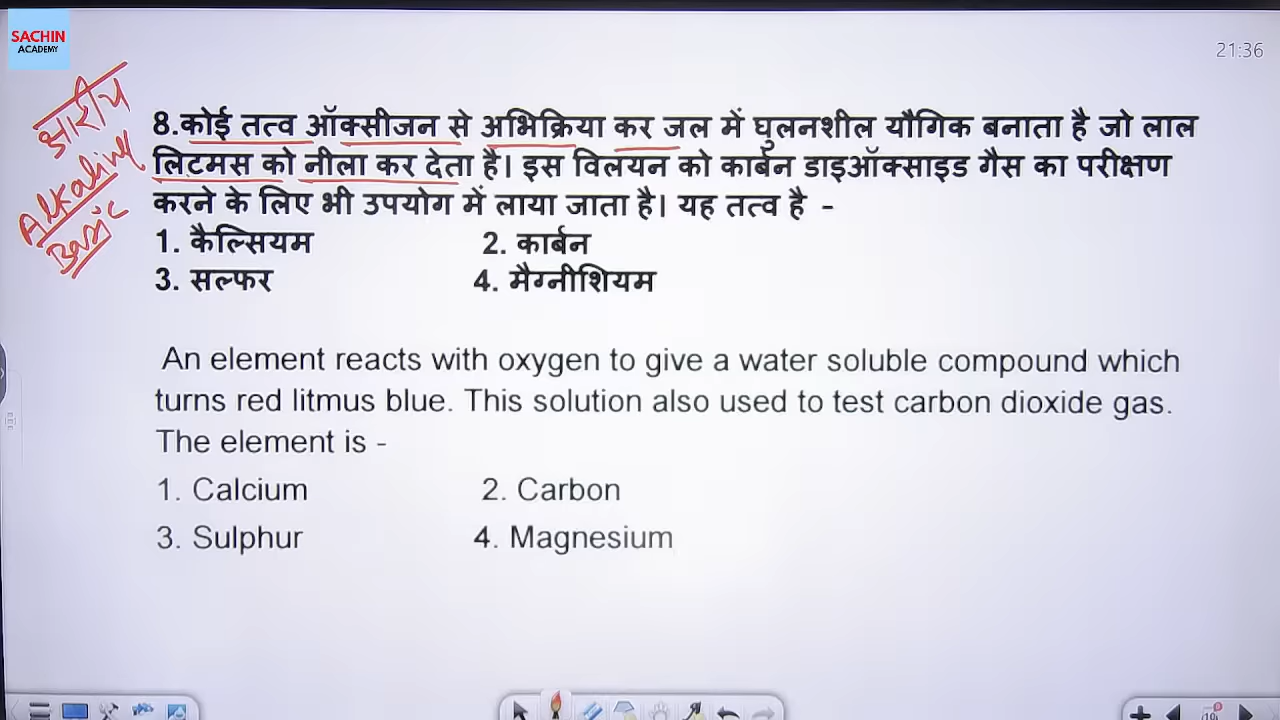 SACHIN
ACADEMY
21:36
क्षारीय
Alkaline
Basic
8.कोई तत्व ऑक्सीजन से अभिक्रिया कर जल में घुलनशील यौगिक बनाता है जो लाल
लिटमस को नीला कर देता है। इस विलयन को कार्बन डाइऑक्साइड गैस का परीक्षण
करने के लिए भी उपयोग में लाया जाता है। यह तत्व है -
1. कैल्सियम 2. कार्बन
3. सल्फर 4. मैग्नीशियम
An element reacts with oxygen to give a water soluble compound which
turns red litmus blue. This solution also used to test carbon dioxide gas.
The element is -
1. Calcium 2. Carbon
3. Sulphur 4. Magnesium